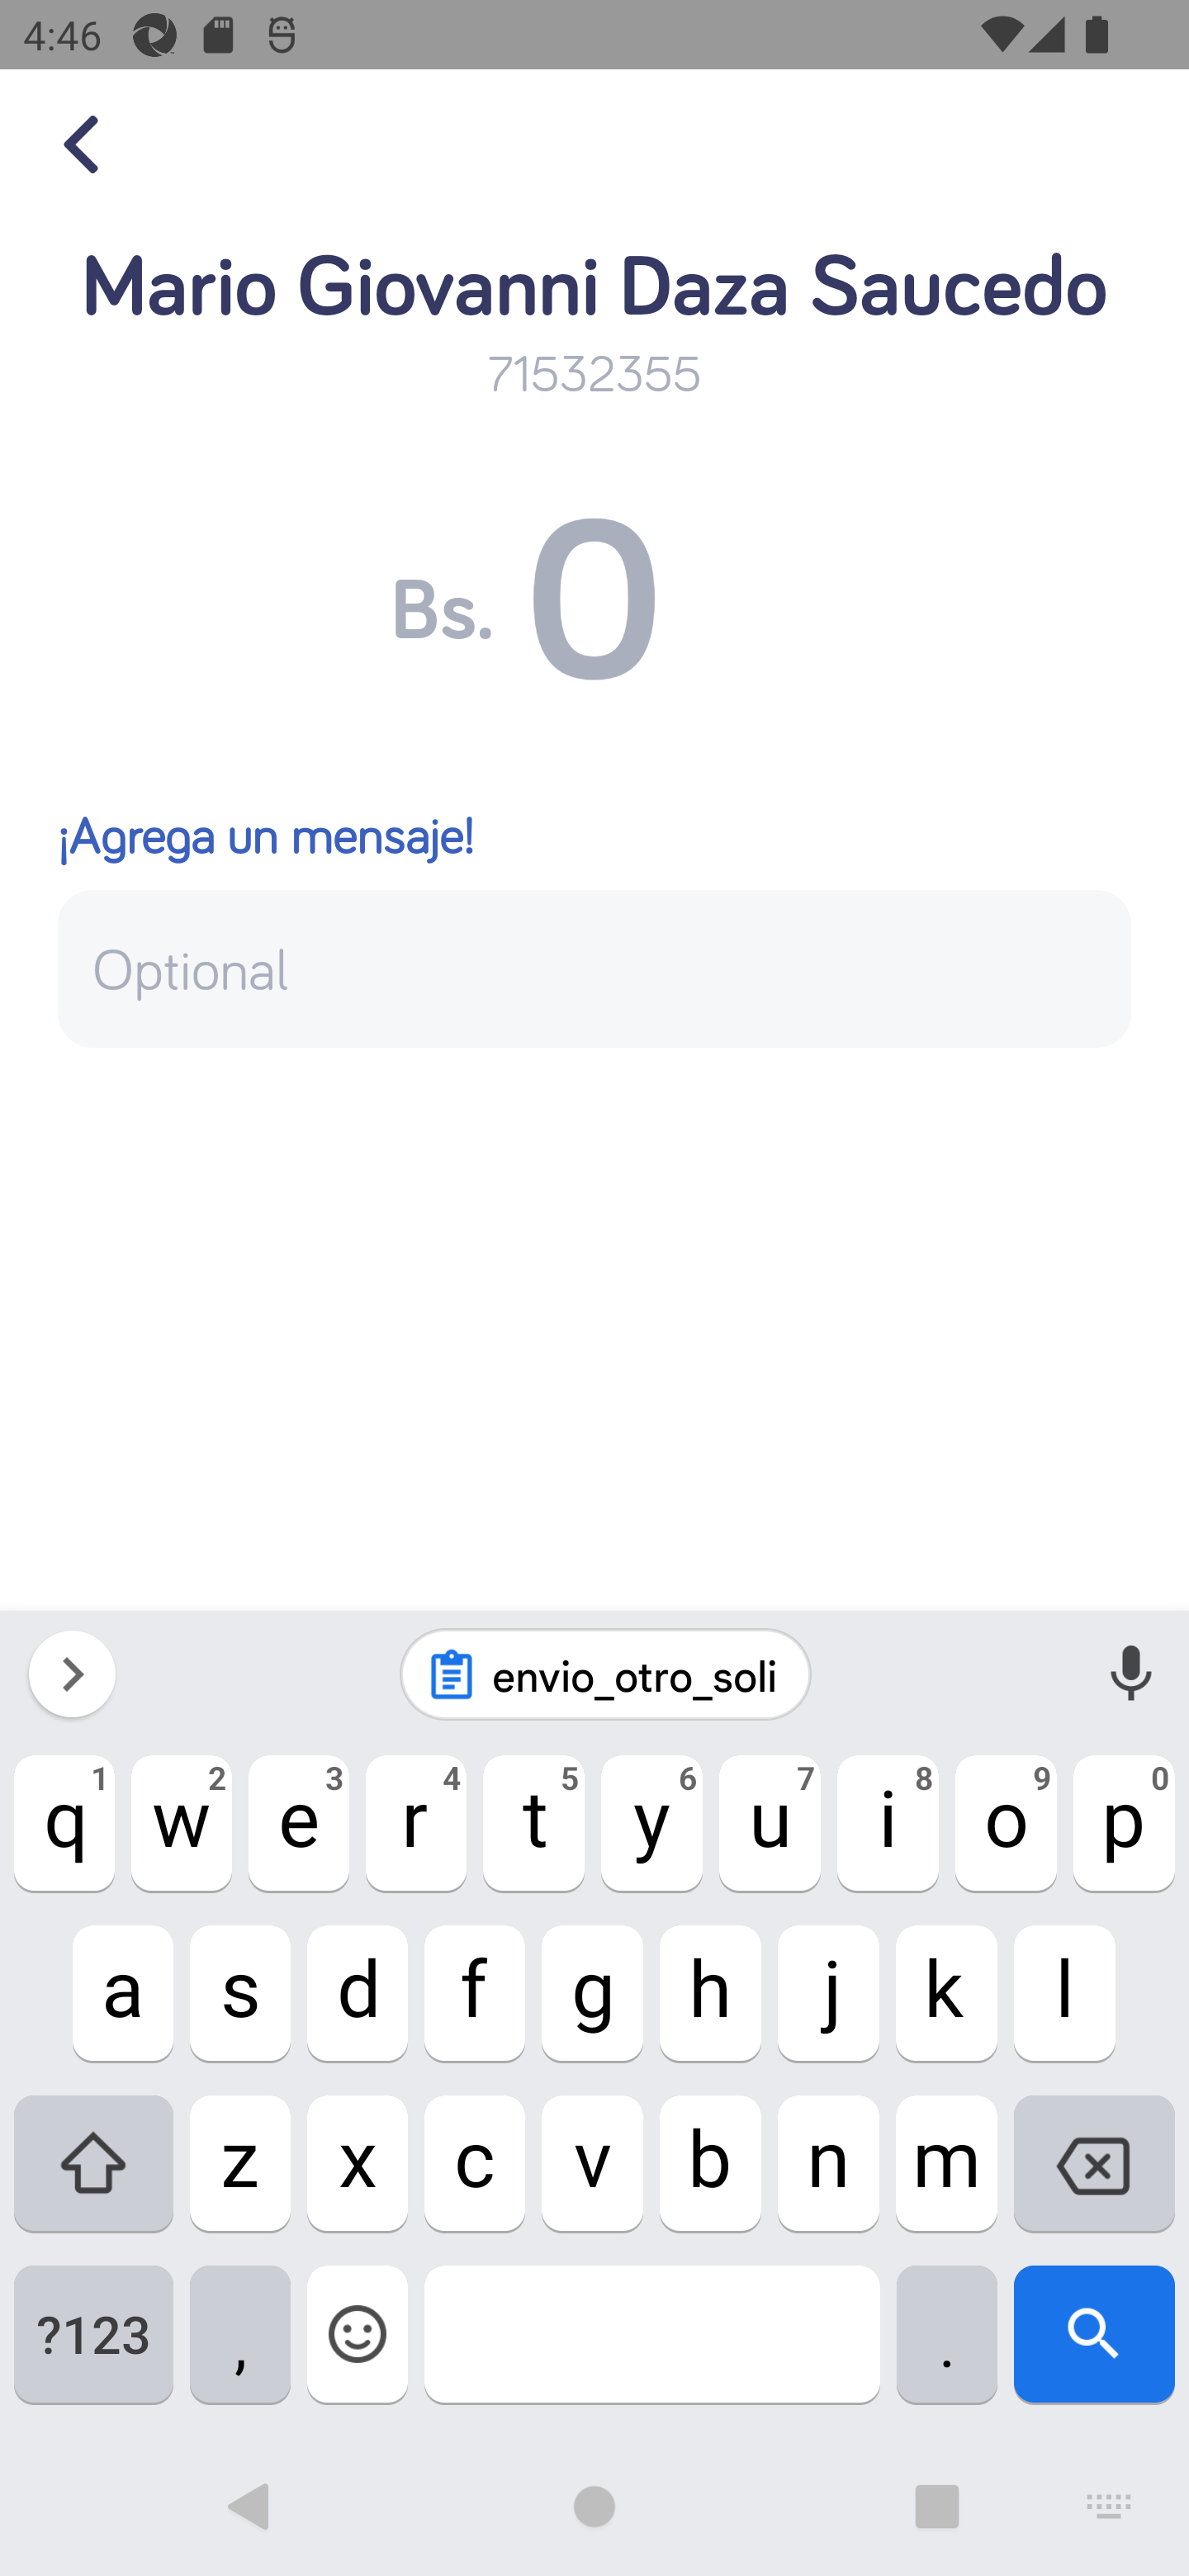 4:46
Mario Giovanni Daza Saucedo
71532355
Bs. 0
¡Agrega un mensaje!
Optional
envio_otro_soli
q 1 w 2 e 3 r 4 t 5 y 6 u 7 i 8 o 9 p 0
a s d f g h j k l
z x c v b n m
?123 , .